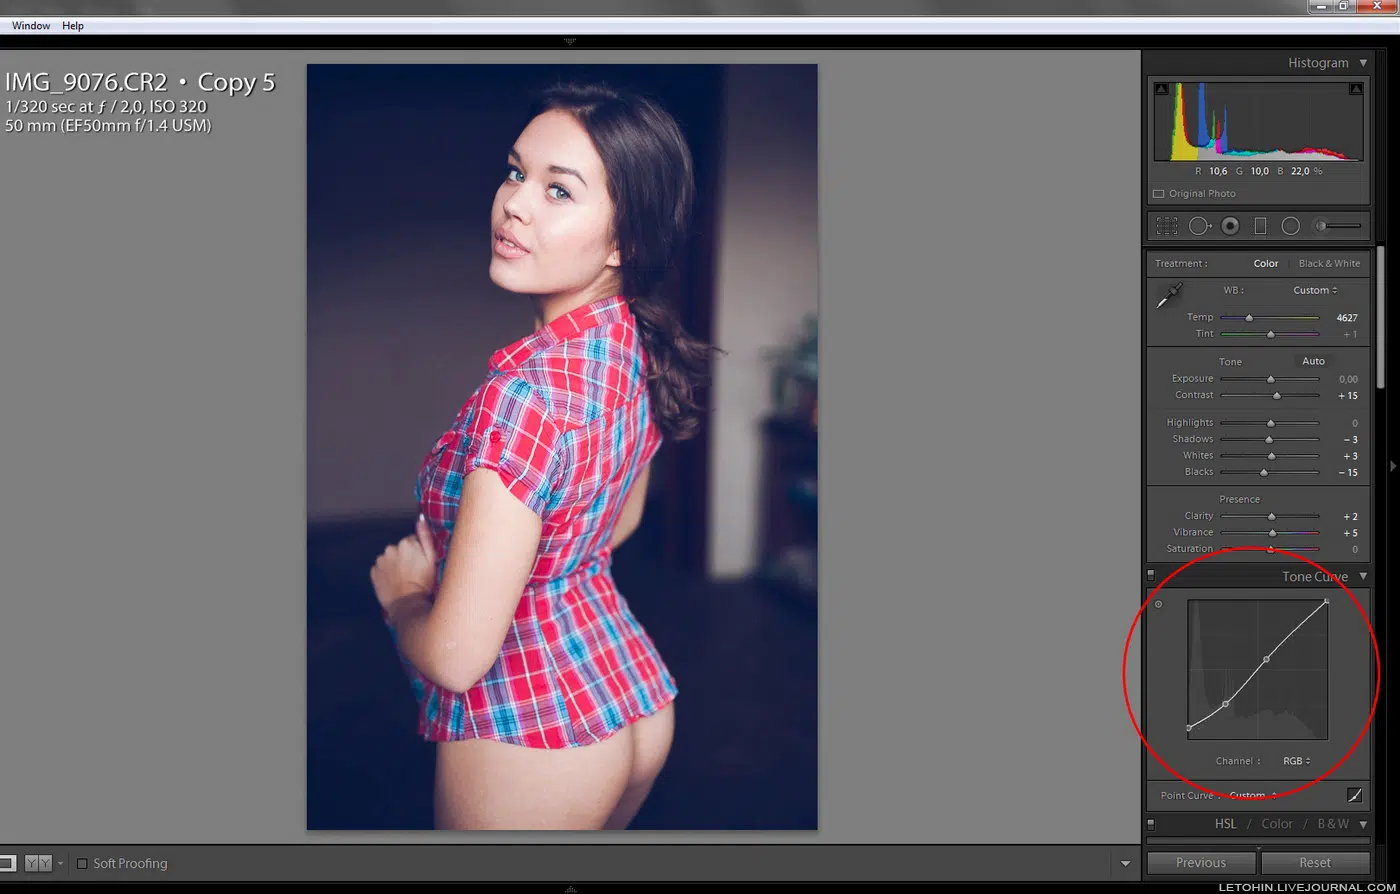 Window Help
IMG_9076.CR2 • Copy 5
1/320 sec at ƒ / 2,0, ISO 320
50 mm (EF50mm f/1.4 USM)
Histogram
R 10,6 G 10,0 B 22,0 %
Original Photo
Treatment : Color Black & White
WB : Custom
Temp 4627
Tint + 1
Tone Auto
Exposure 0,00
Contrast + 15
Highlights 0
Shadows − 3
Whites + 3
Blacks − 15
Presence
Clarity + 2
Vibrance + 5
Saturation 0
Tone Curve
Channel : RGB
Point Curve : Custom
HSL / Color / B & W
Y Y
Soft Proofing
Previous Reset
LETOHIN.LIVEJOURNAL.COM